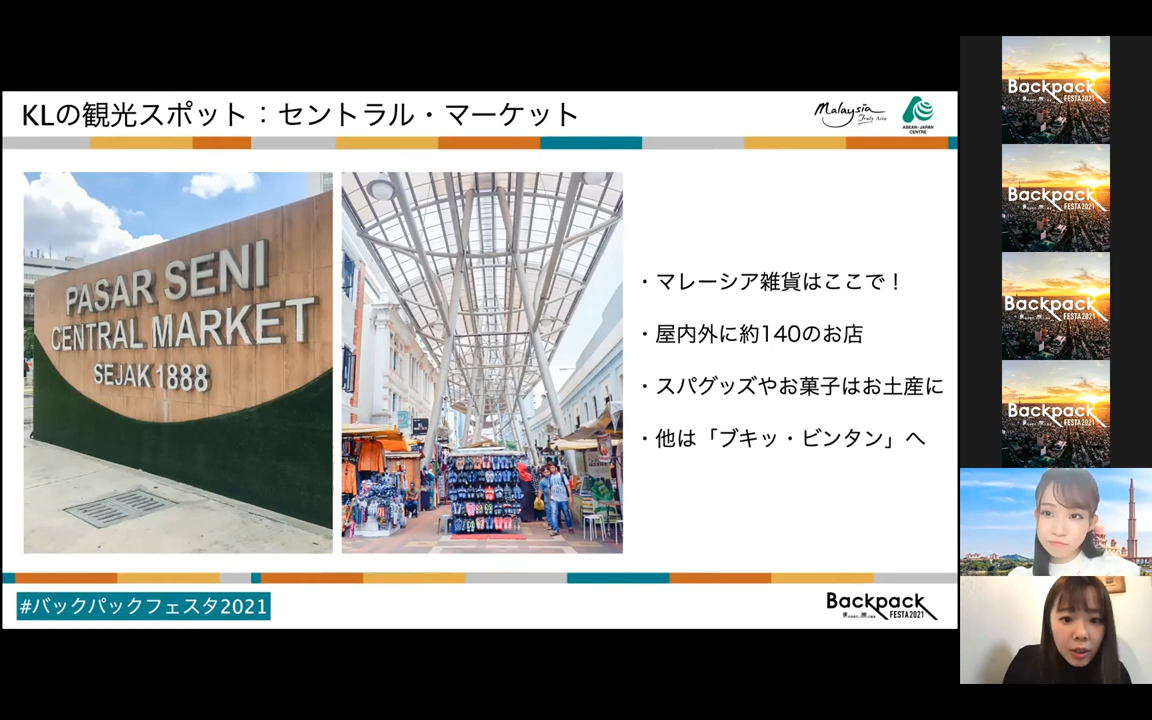 KLの観光スポット：セントラル・マーケット
Malaysia
Truly Asia
ASEAN-JAPAN
CENTRE
PASAR SENI
CENTRAL MARKET
SEJAK 1888
・マレーシア雑貨はここで！
・屋内外に約140のお店
・スパグッズやお菓子はお土産に
・他は「ブキッ・ビンタン」へ
#バックパックフェスタ2021
Backpack
FESTA2021
Backpack
FESTA2021
Backpack
FESTA2021
Backpack
FESTA2021
Backpack
FESTA2021